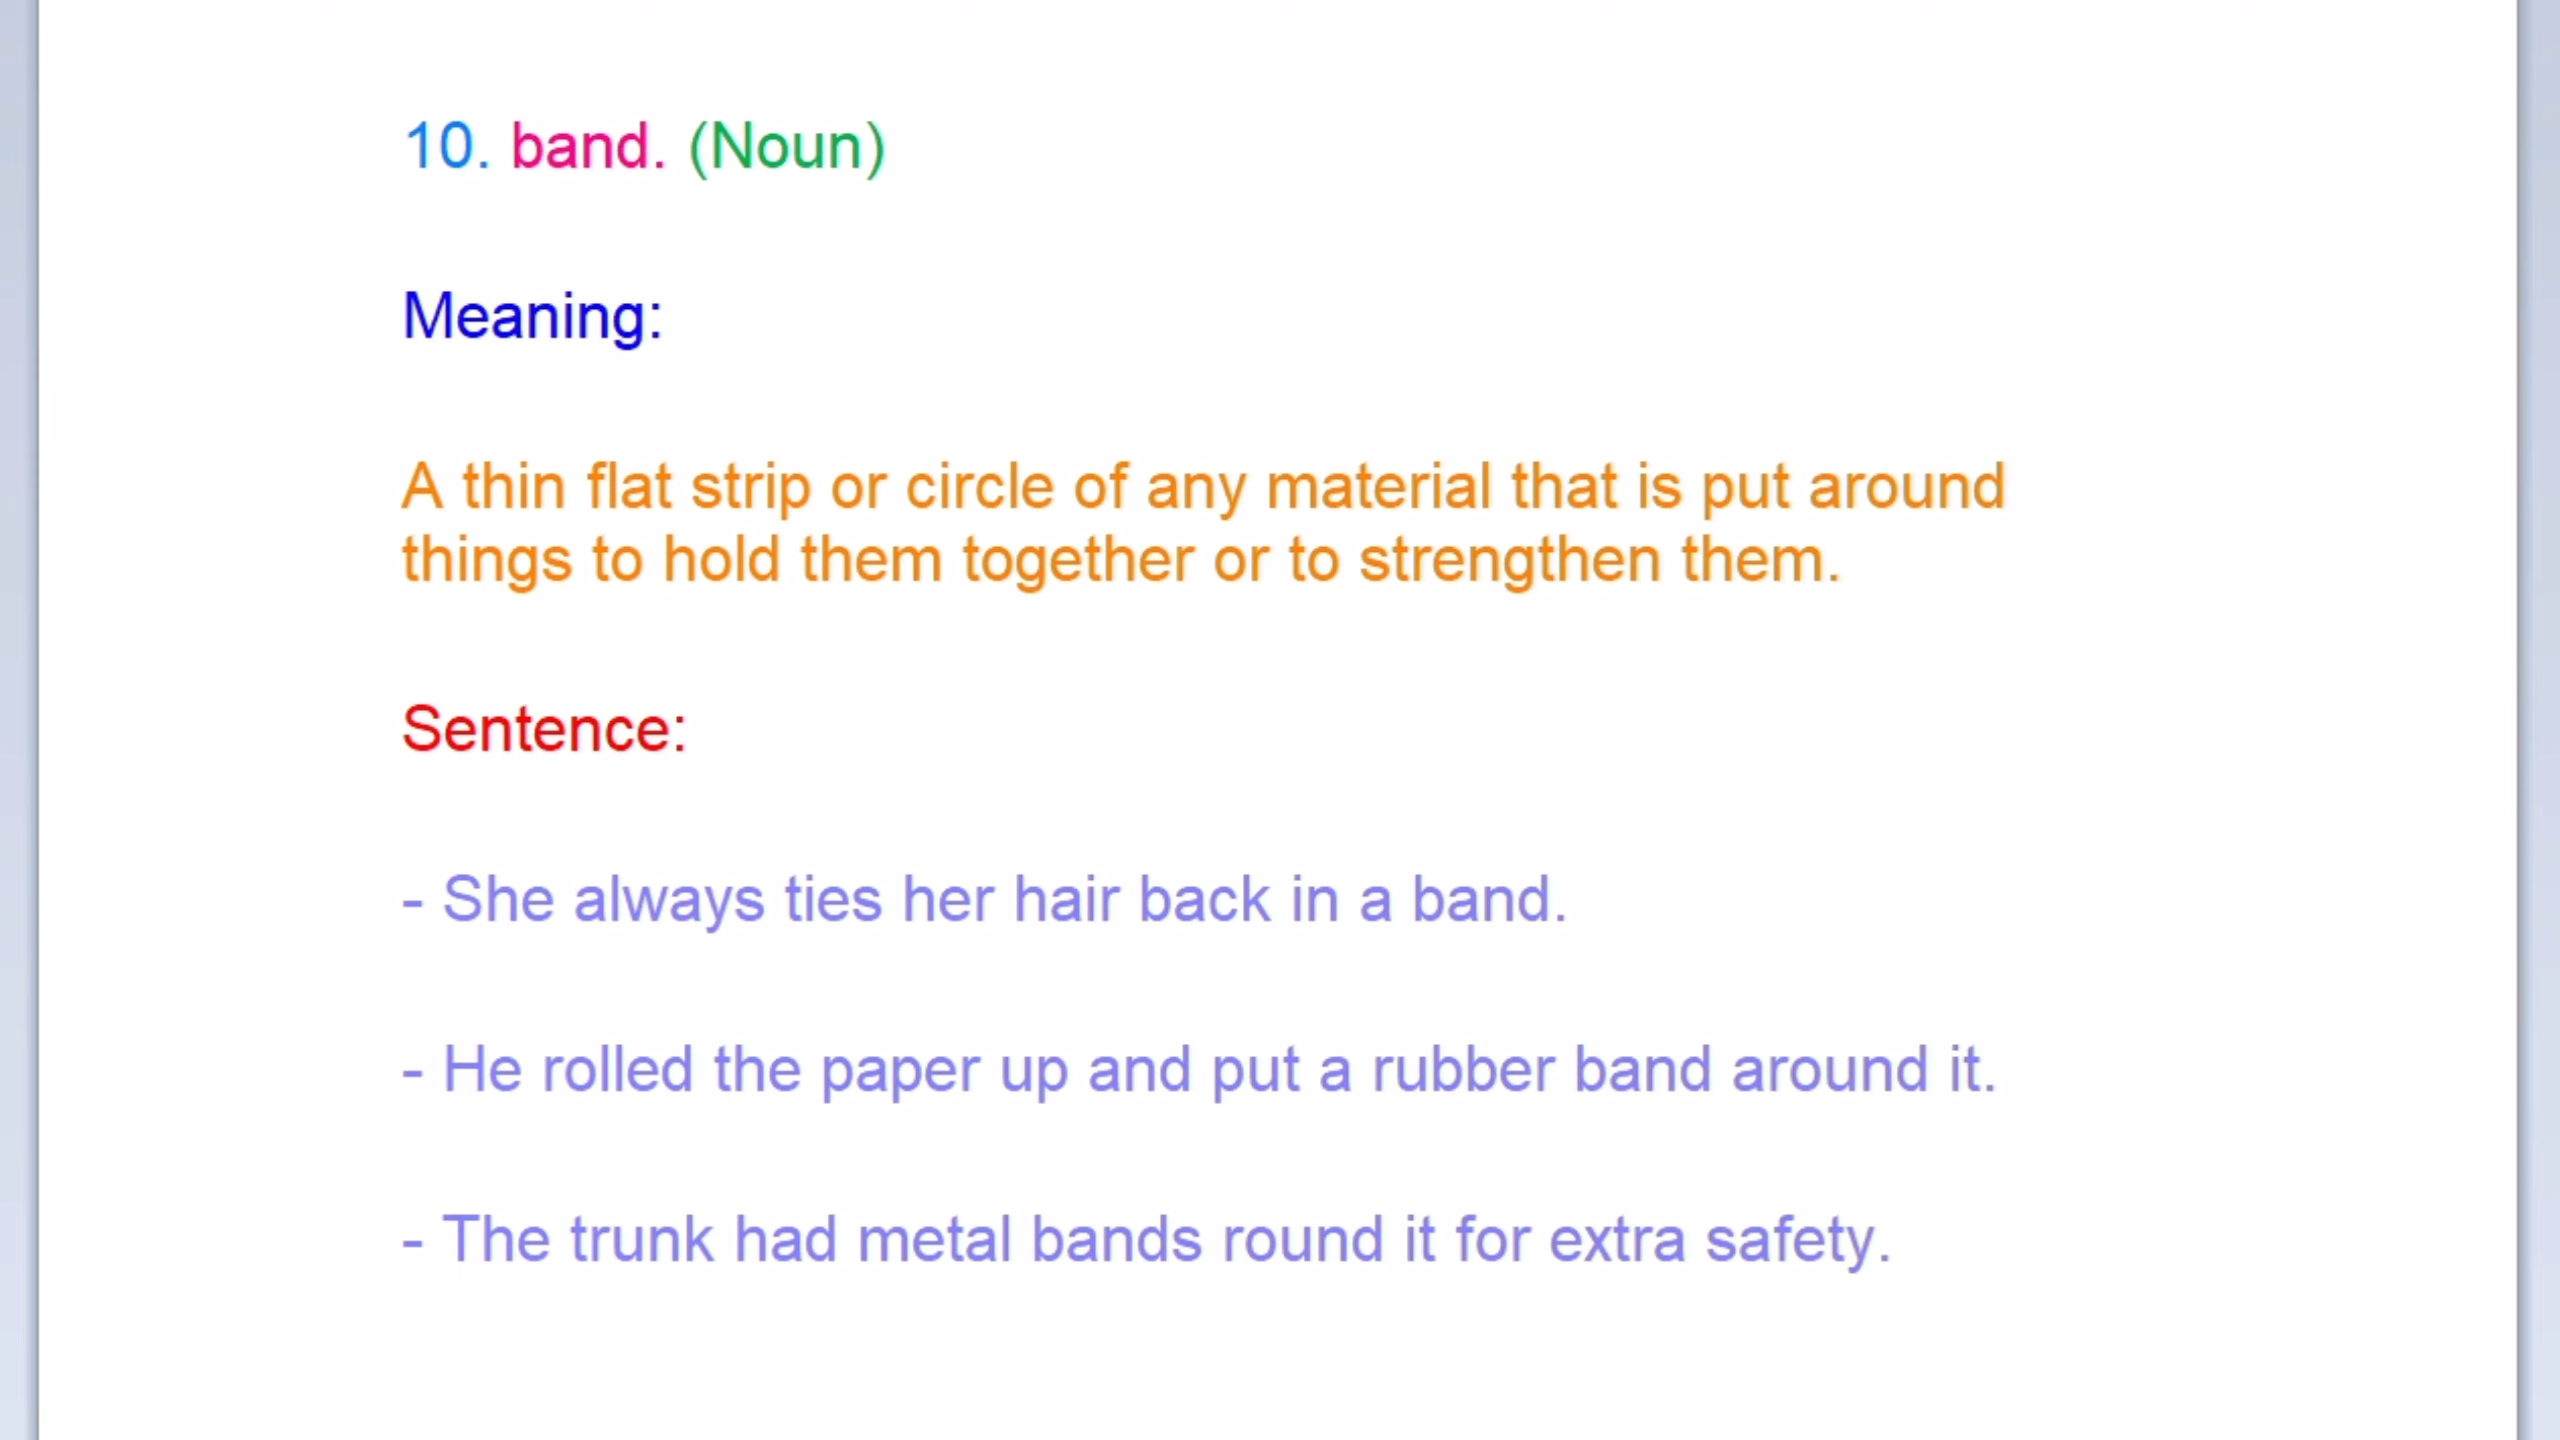 10. band. (Noun)
Meaning:
A thin flat strip or circle of any material that is put around
things to hold them together or to strengthen them.
Sentence:
- She always ties her hair back in a band.
- He rolled the paper up and put a rubber band around it.
- The trunk had metal bands round it for extra safety.